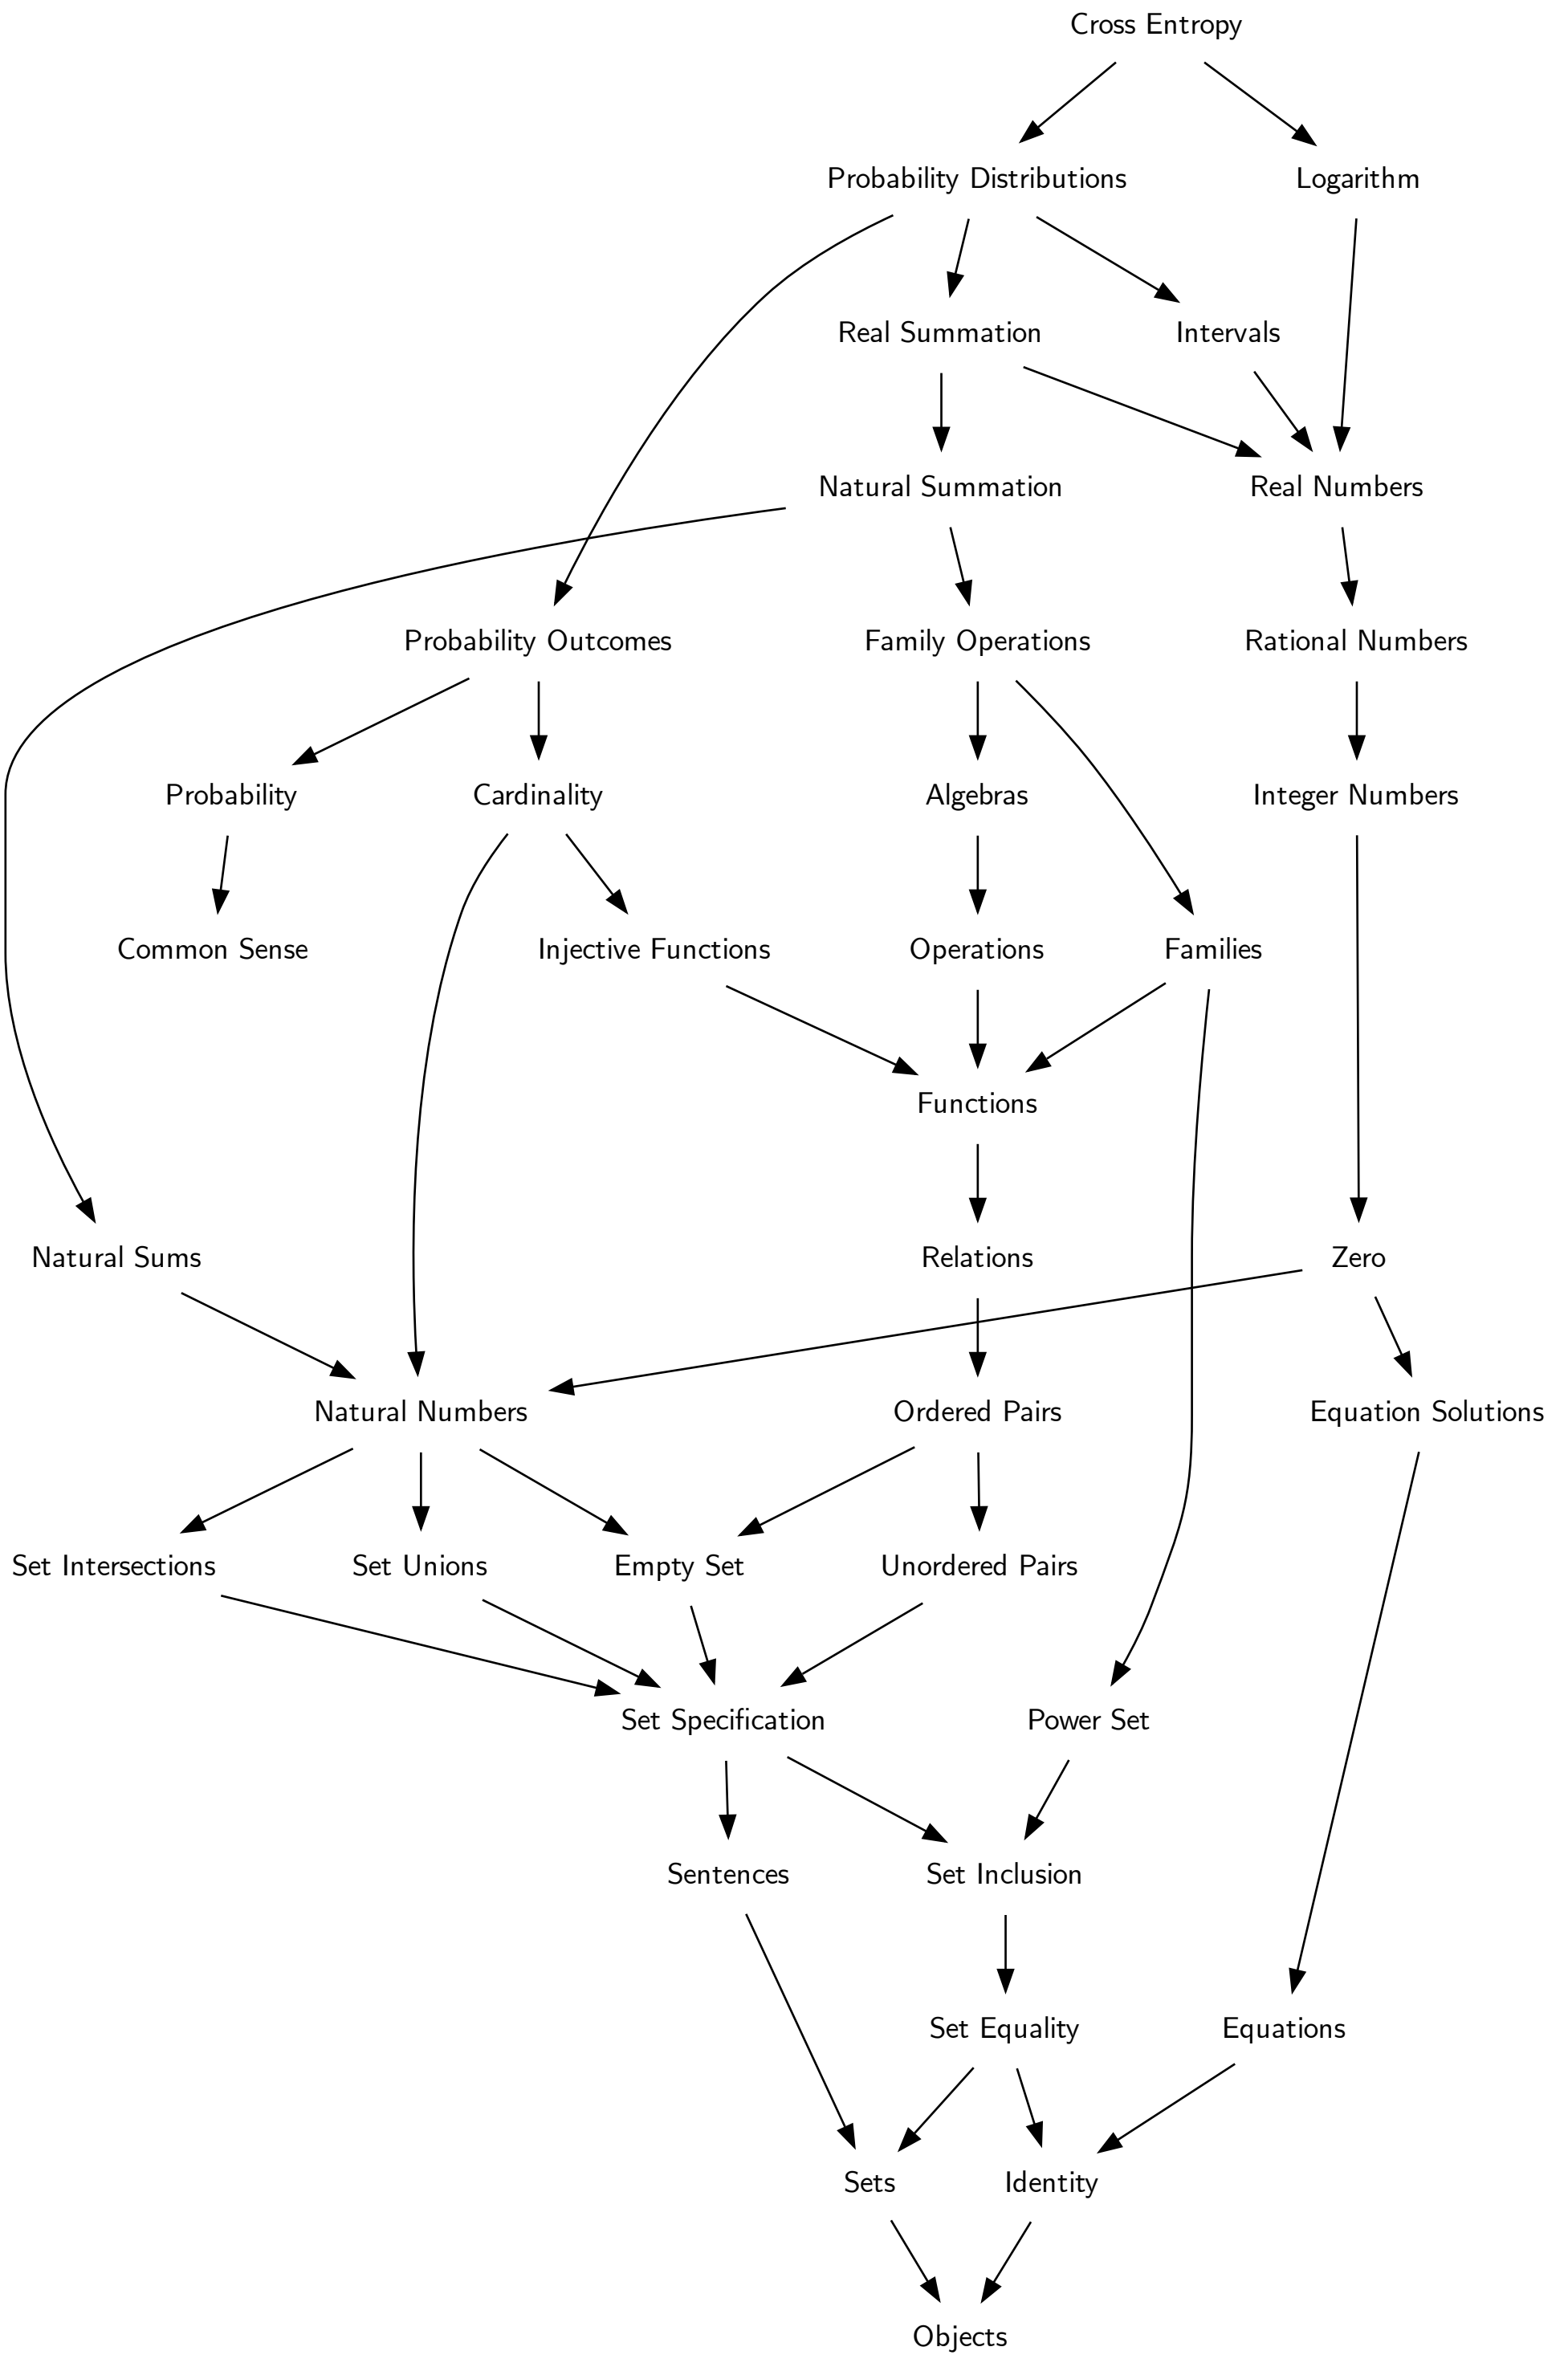 Cross Entropy
Probability Distributions
Logarithm
Real Summation
Intervals
Natural Summation
Real Numbers
Probability Outcomes
Family Operations
Rational Numbers
Probability
Cardinality
Algebras
Integer Numbers
Common Sense
Injective Functions
Operations
Families
Functions
Natural Sums
Relations
Zero
Natural Numbers
Ordered Pairs
Equation Solutions
Set Intersections
Set Unions
Empty Set
Unordered Pairs
Set Specification
Power Set
Sentences
Set Inclusion
Set Equality
Equations
Sets
Identity
Objects